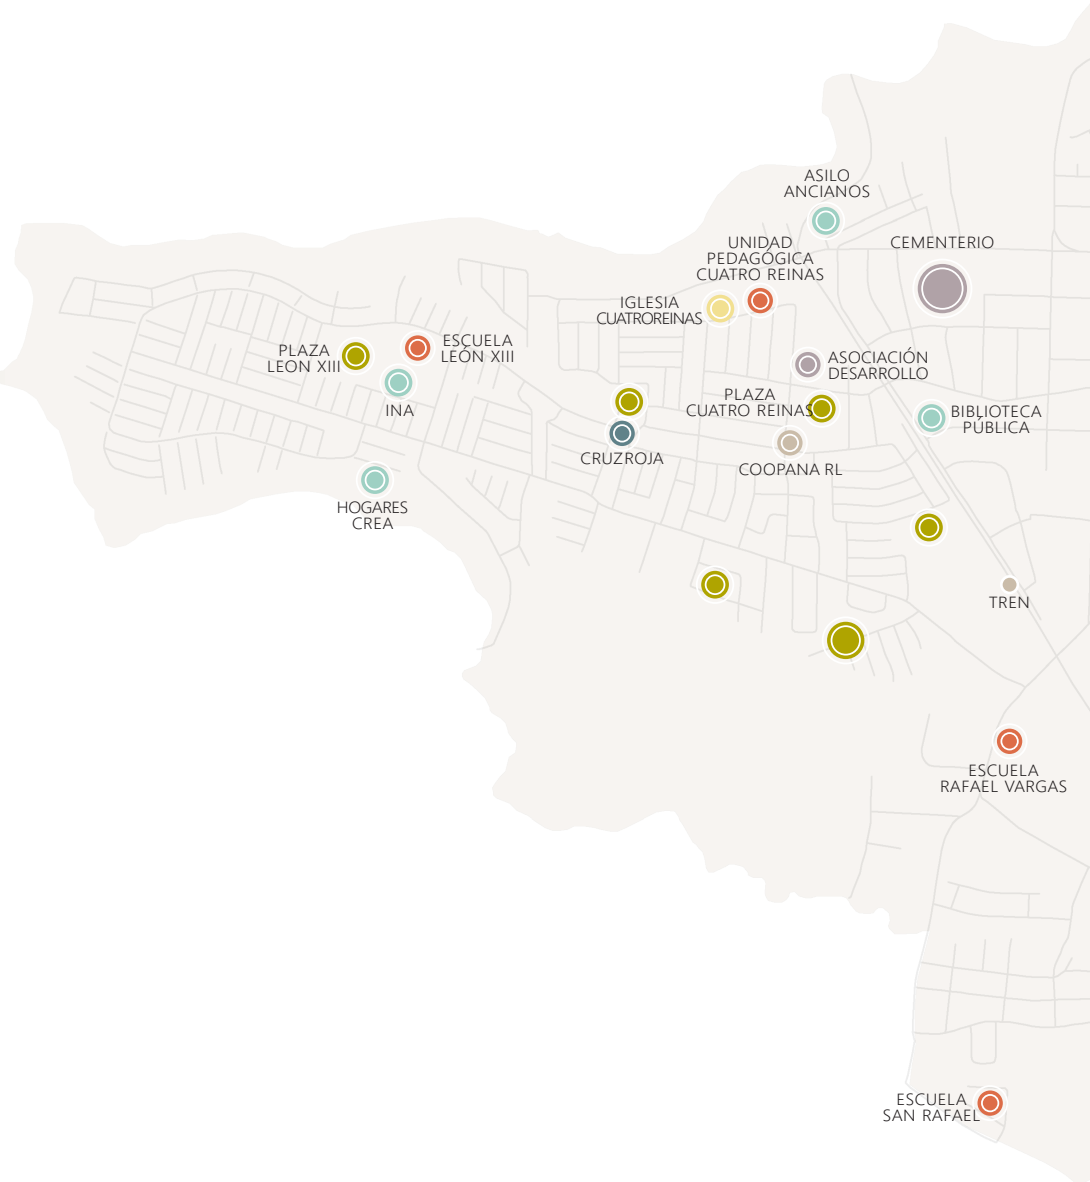 ASILO
ANCIANOS
UNIDAD
PEDAGÓGICA
CUATRO REINAS
CEMENTERIO
IGLESIA
CUATROREINAS
ESCUELA
LEÓN XIII
PLAZA
LEON XIII
INA
ASOCIACIÓN
DESARROLLO
PLAZA
CUATRO REINAS
BIBLIOTECA
PÚBLICA
CRUZROJA
COOPANA RL
HOGARES
CREA
TREN
ESCUELA
RAFAEL VARGAS
ESCUELA
SAN RAFAEL